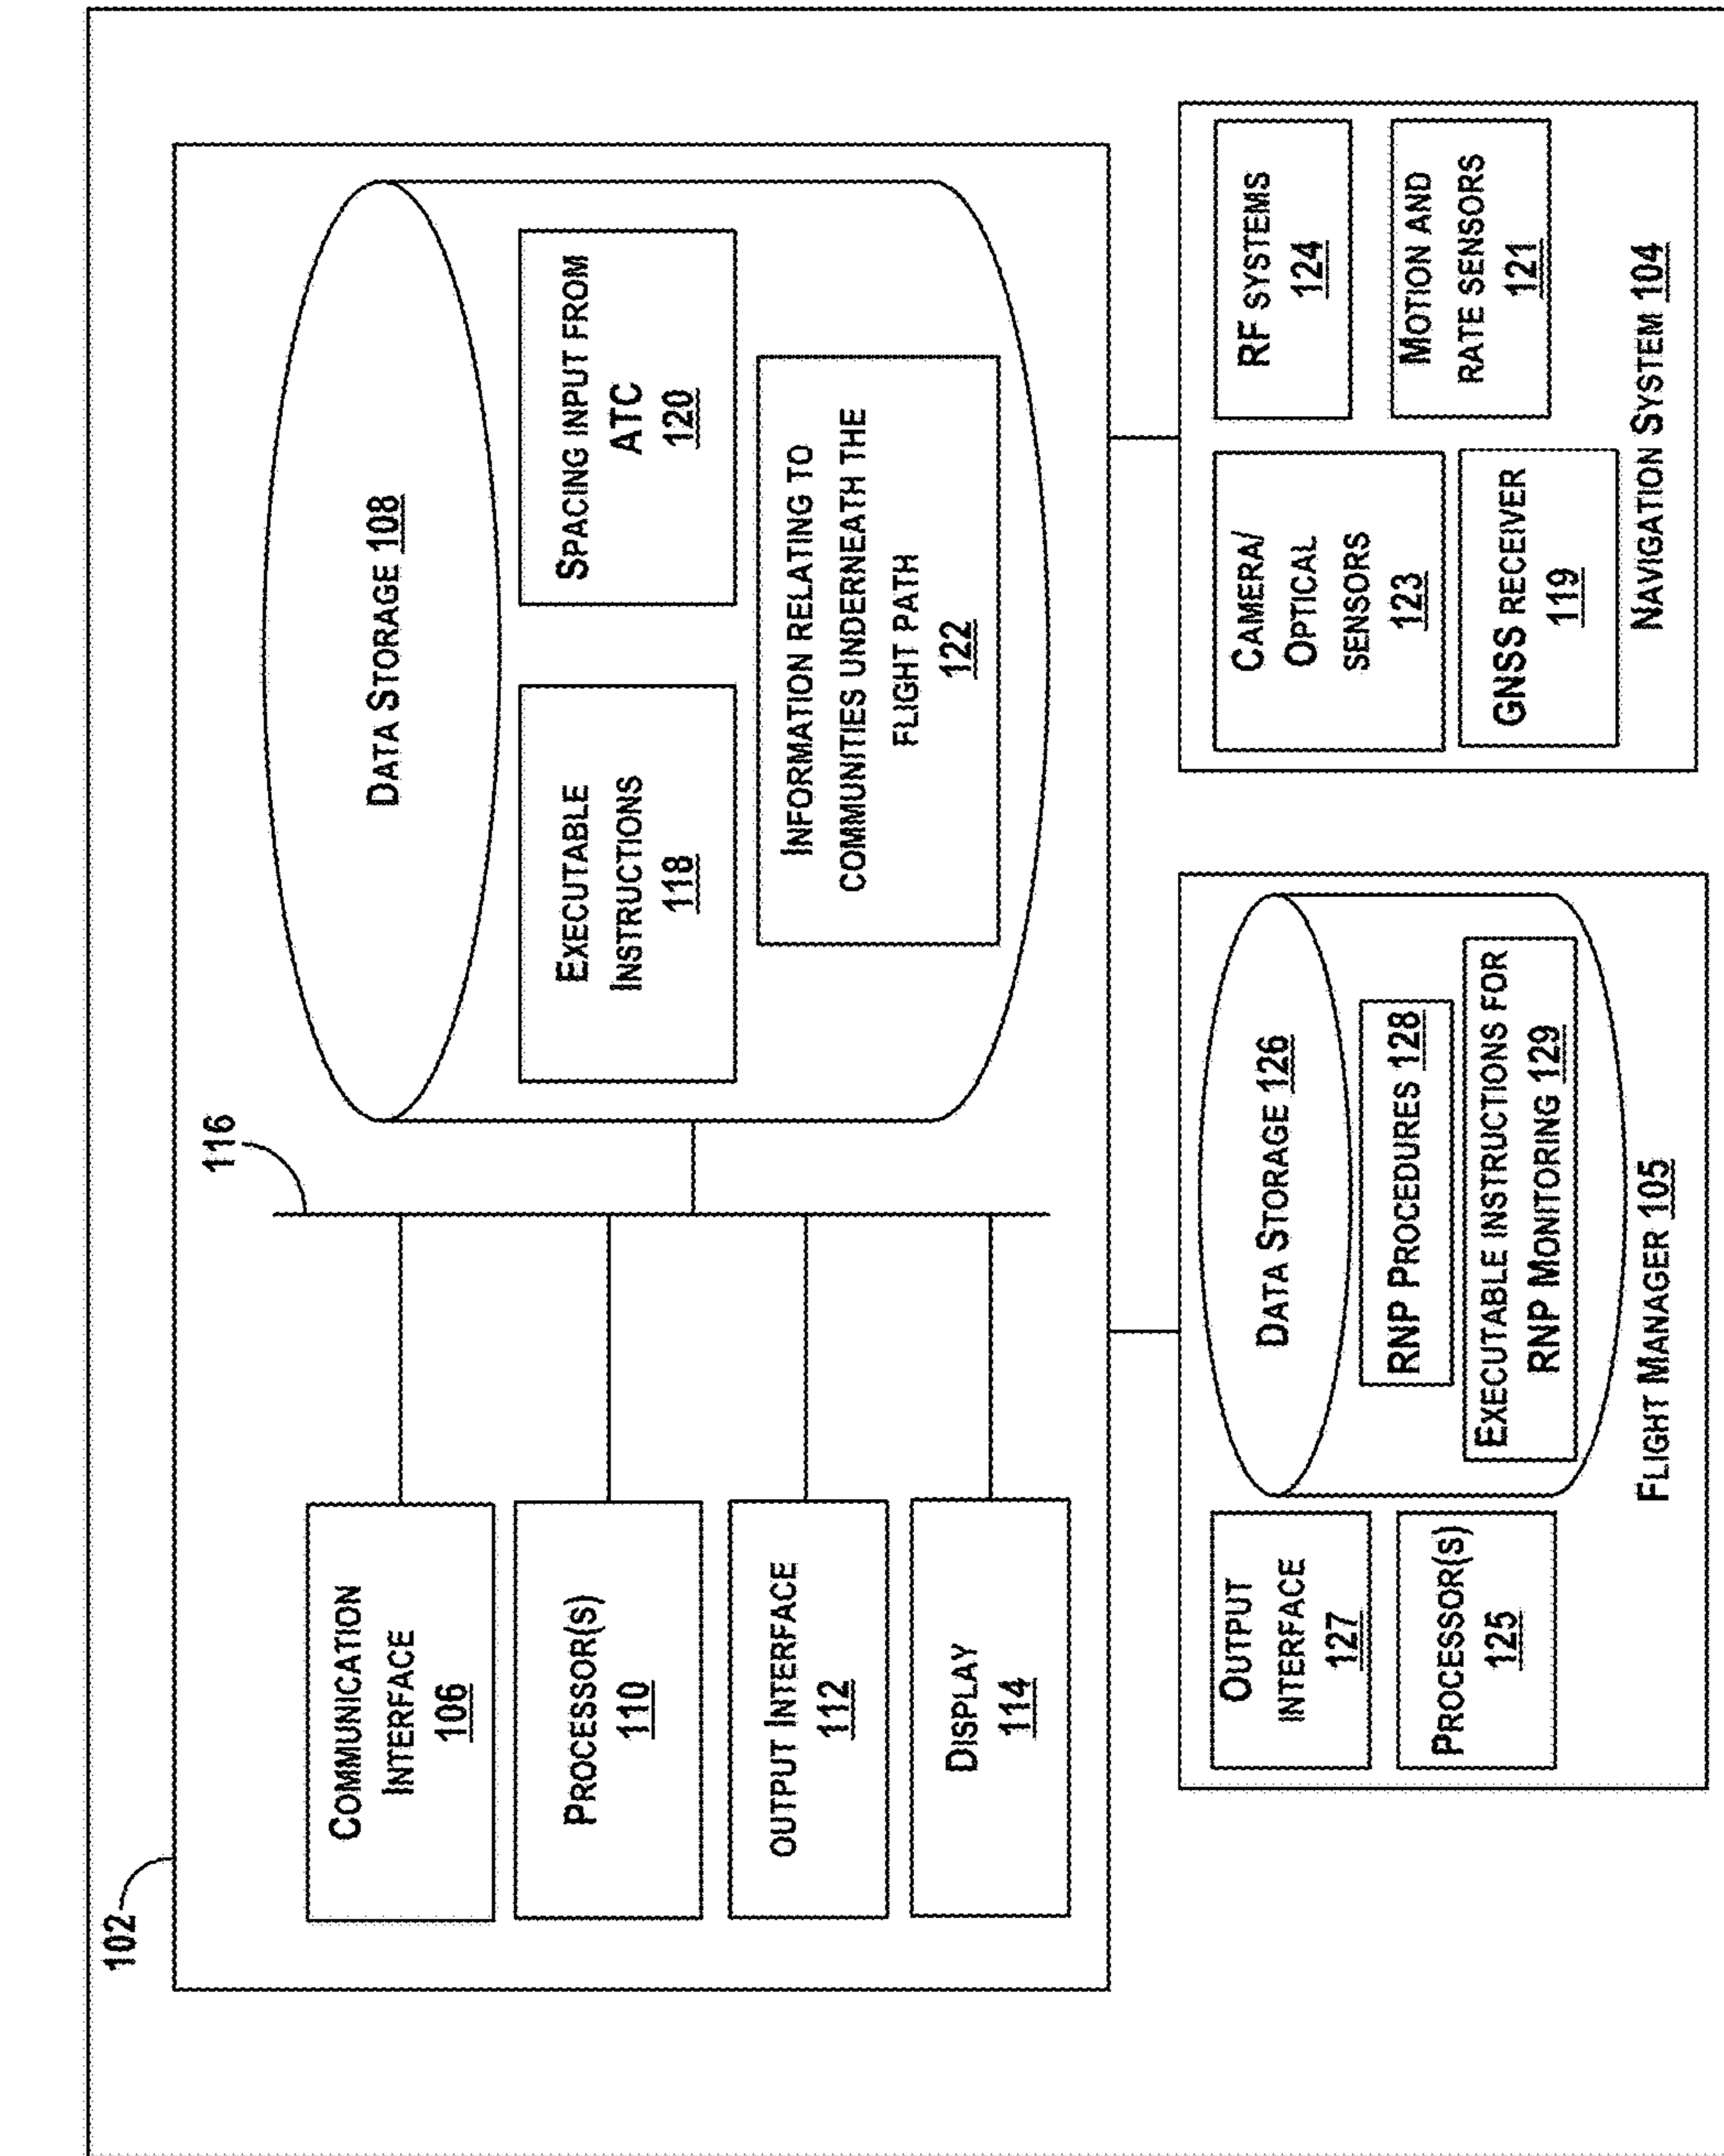 102
116
COMMUNICATION
INTERFACE
106
PROCESSOR(S)
110
OUTPUT INTERFACE
112
DISPLAY
114
DATA STORAGE 108
EXECUTABLE
INSTRUCTIONS
118
SPACING INPUT FROM
ATC
120
INFORMATION RELATING TO
COMMUNITIES UNDERNEATH THE
FLIGHT PATH
122
OUTPUT
INTERFACE
127
PROCESSOR(S)
125
DATA STORAGE 126
RNP PROCEDURES 128
EXECUTABLE INSTRUCTIONS FOR
RNP MONITORING 129
FLIGHT MANAGER 105
CAMERA/
OPTICAL
SENSORS
123
RF SYSTEMS
124
GNSS RECEIVER
119
MOTION AND
RATE SENSORS
121
NAVIGATION SYSTEM 104